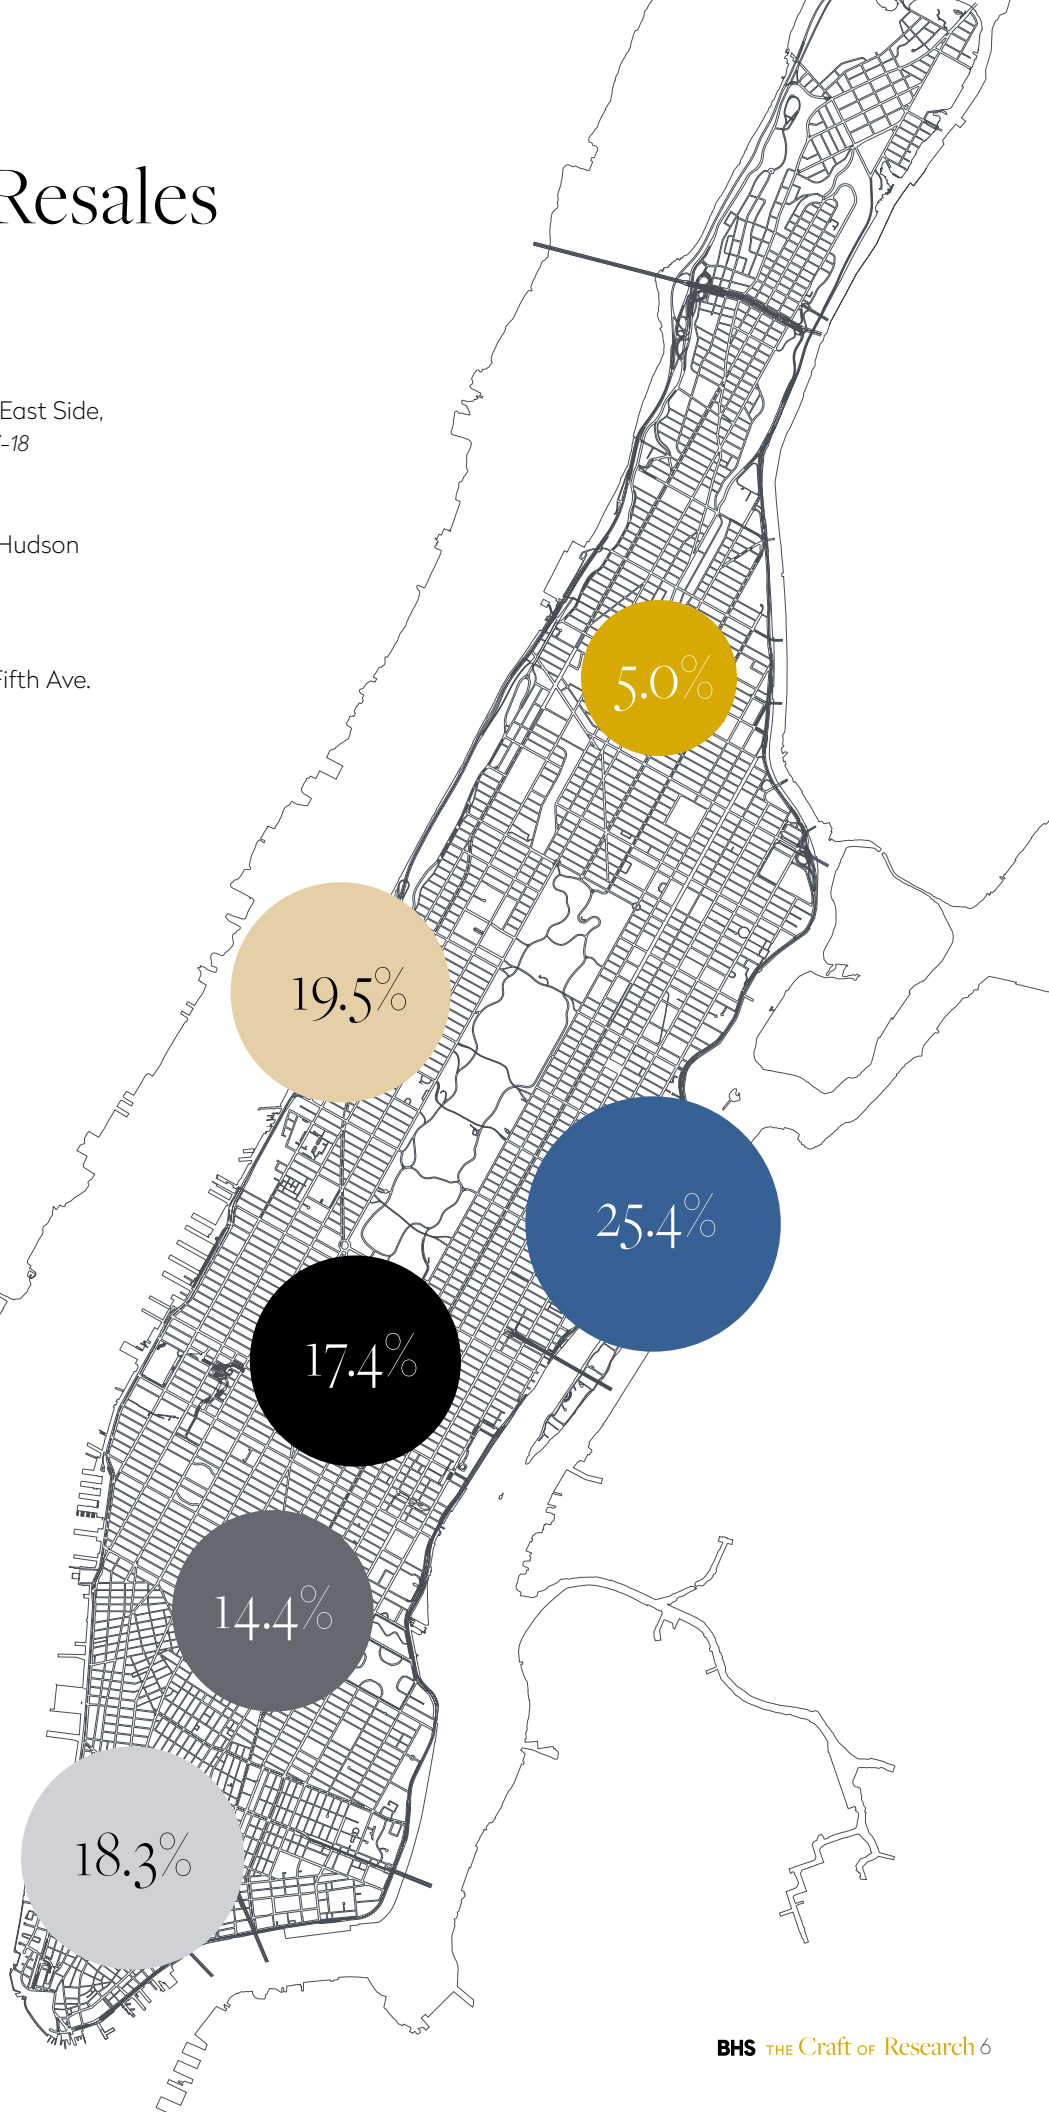 Resales
East Side,
-18
Hudson
Fifth Ave.
5.0%
19.5%
25.4%
17.4%
14.4%
18.3%
BHS THE Craft OF Research 6